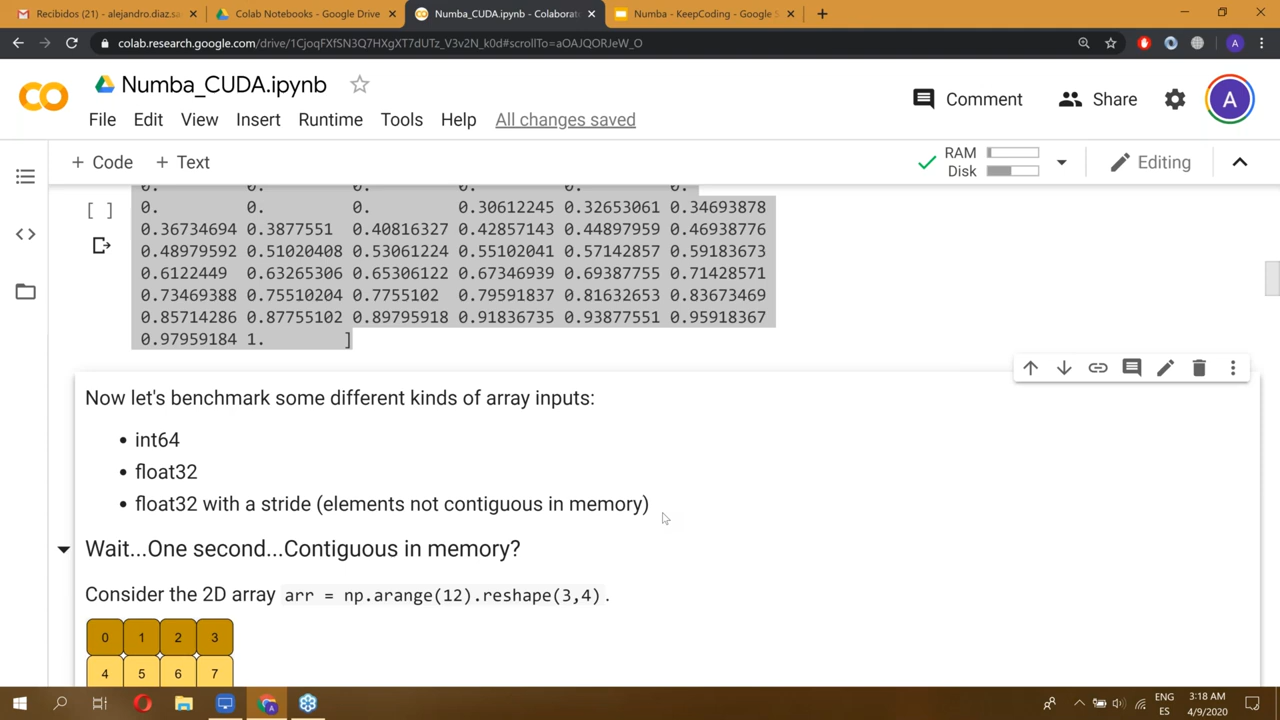 Recibidos (21) - alejandro.diaz.sa
Colab Notebooks - Google Drive
Numba_CUDA.ipynb - Colaborat
Numba - KeepCoding - Google S
colab.research.google.com/drive/1CjoqFXfSN3Q7HXgXT7dUTz_V3v2N_k0d#scrollTo=aOAJQORJeW_O
A
CO
Numba_CUDA.ipynb
Comment
Share
A
File Edit View Insert Runtime Tools Help All changes saved
+ Code + Text
RAM
Disk
Editing
0. 0. 0. 0. 0. 0.
[ ]
0. 0. 0. 0.30612245 0.32653061 0.34693878
0.36734694 0.3877551 0.40816327 0.42857143 0.44897959 0.46938776
0.48979592 0.51020408 0.53061224 0.55102041 0.57142857 0.59183673
0.6122449 0.63265306 0.65306122 0.67346939 0.69387755 0.71428571
0.73469388 0.75510204 0.7755102 0.79591837 0.81632653 0.83673469
0.85714286 0.87755102 0.89795918 0.91836735 0.93877551 0.95918367
0.97959184 1. ]
Now let's benchmark some different kinds of array inputs:
• int64
• float32
• float32 with a stride (elements not contiguous in memory)
Wait...One second...Contiguous in memory?
Consider the 2D array arr = np.arange(12).reshape(3,4).
0 1 2 3
4 5 6 7
ENG
ES
3:18 AM
4/9/2020